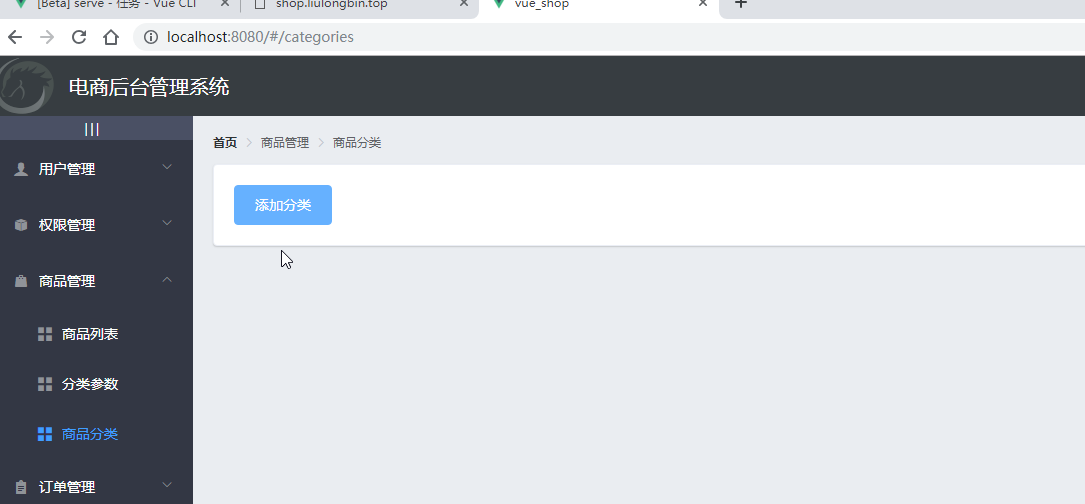 [Beta] serve - 任务 - Vue CLI
shop.liulongbin.top
vue_shop
localhost:8080/#/categories
电商后台管理系统
|||
首页 > 商品管理 > 商品分类
用户管理
添加分类
权限管理
商品管理
商品列表
分类参数
商品分类
订单管理